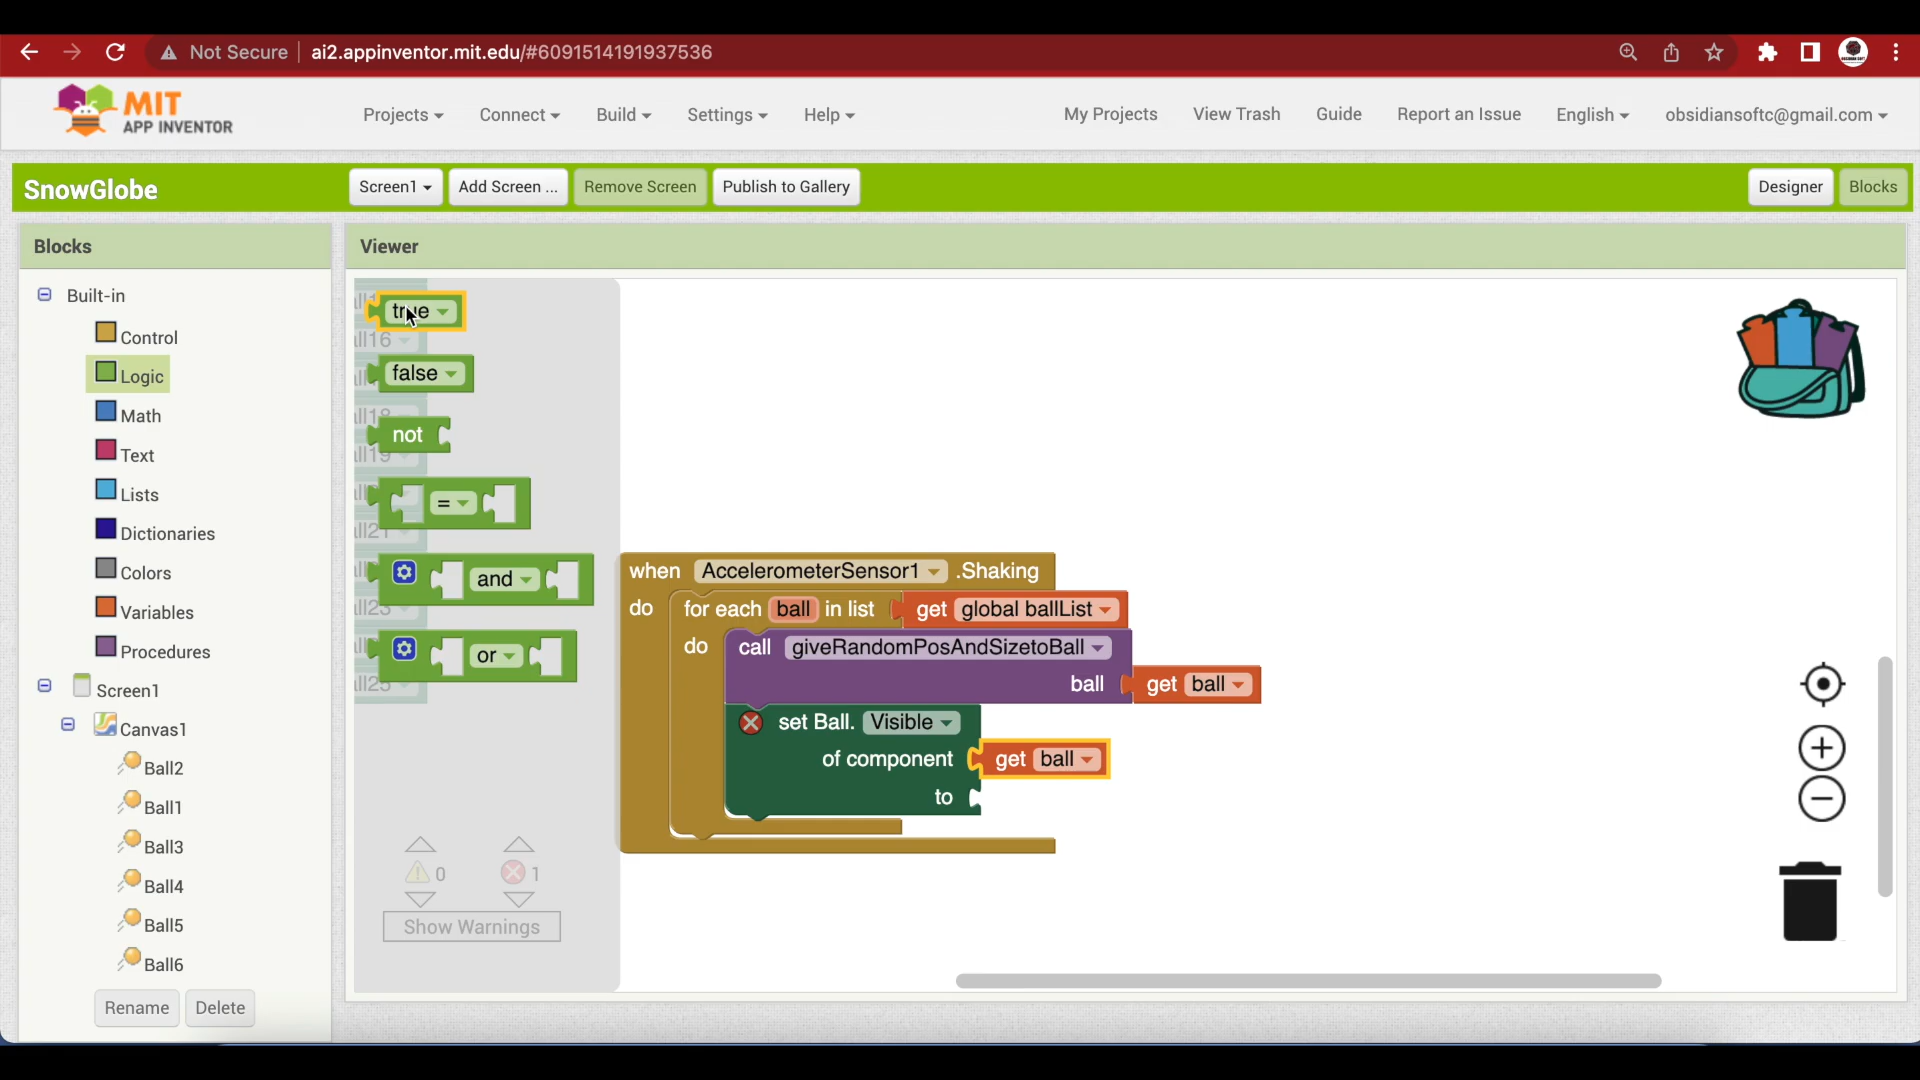 Not Secure ai2.appinventor.mit.edu/#6091514191937536
MIT
APP INVENTOR
Projects Connect Build Settings Help My Projects View Trash Guide Report an Issue English obsidiansoftc@gmail.com
SnowGlobe Screen1 Add Screen ... Remove Screen Publish to Gallery Designer Blocks
Blocks
Viewer
Built-in
Control
Logic
Math
Text
Lists
Dictionaries
Colors
Variables
Procedures
Screen1
Canvas1
Ball2
Ball1
Ball3
Ball4
Ball5
Ball6
Rename Delete
true
false
not
=
and
or
0 1
Show Warnings
when AccelerometerSensor1 .Shaking
do for each ball in list get global ballList
do call giveRandomPosAndSizetoBall
ball get ball
set Ball. Visible
of component get ball
to